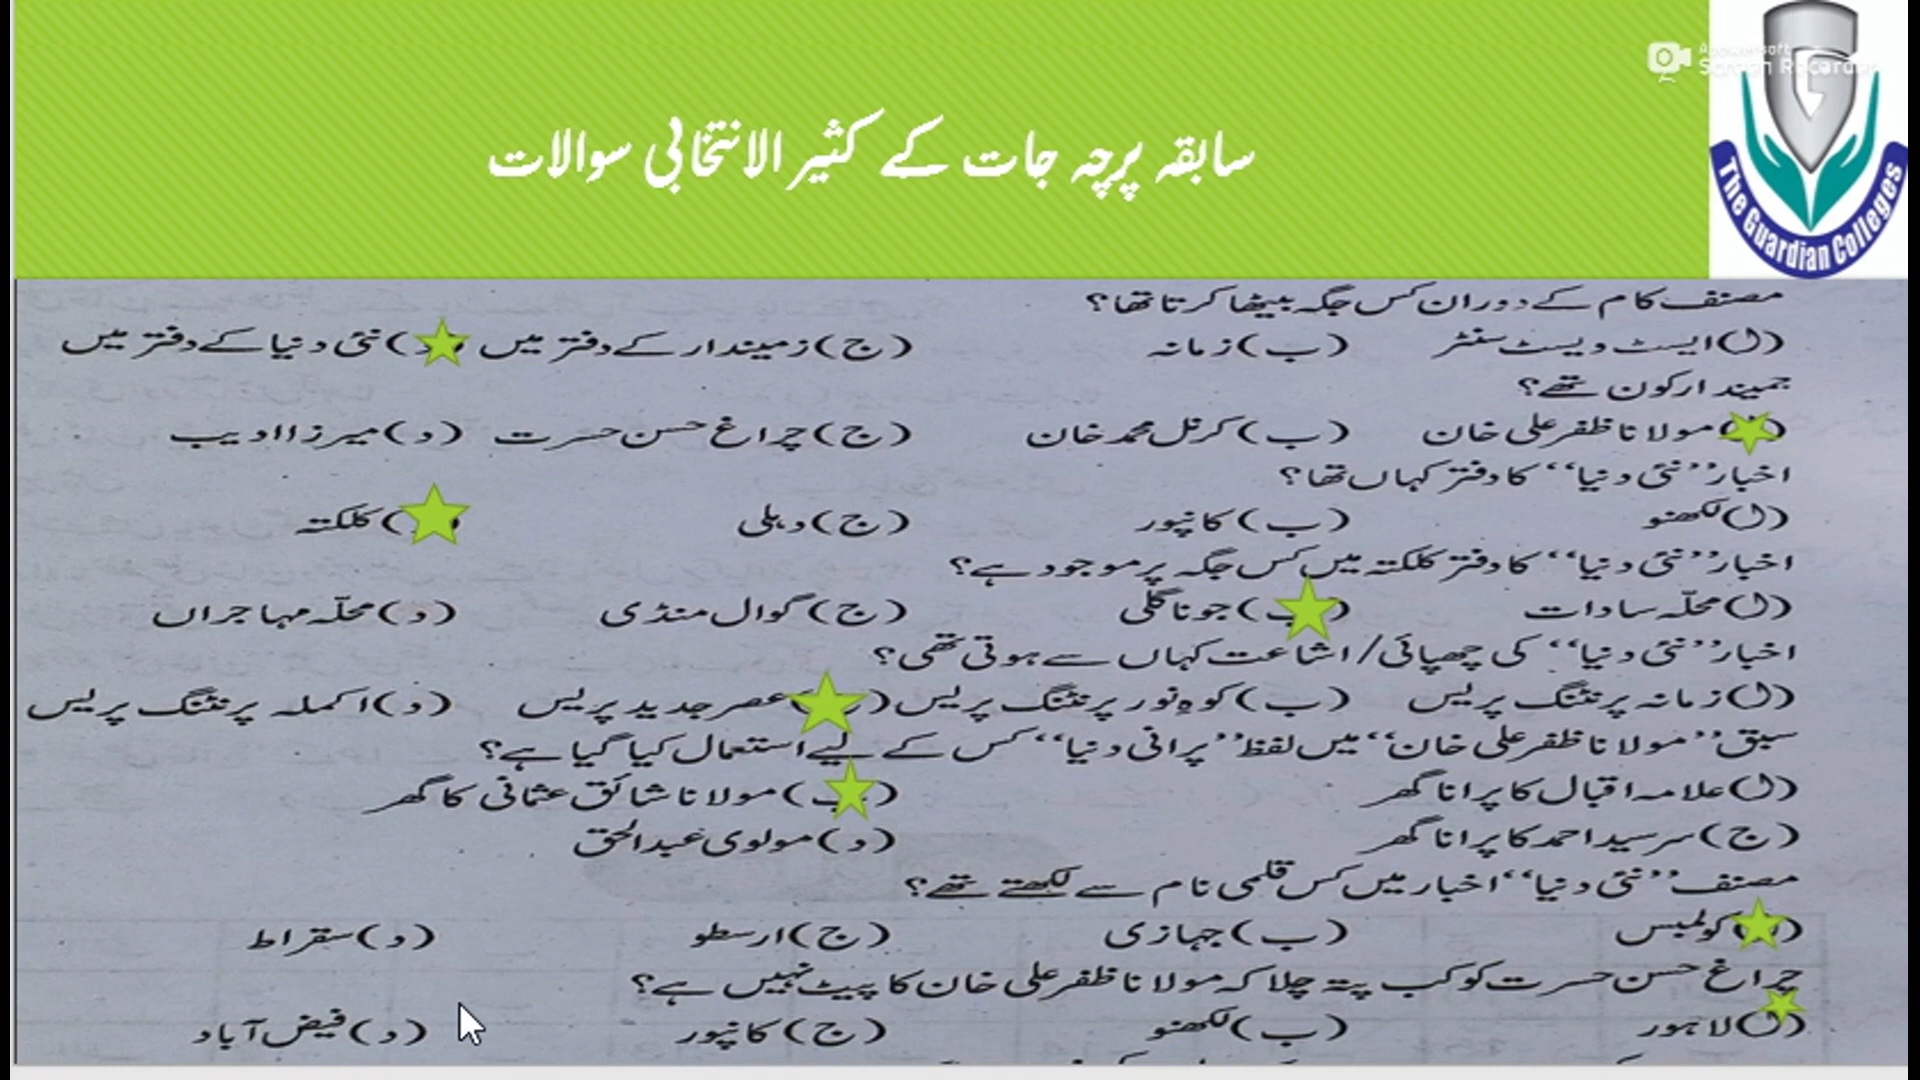 Apowersoft
Screen Recorder
The Guardian Colleges
سابقہ پرچہ جات کے کثیر الانتخابی سوالات
مصنف کام کے دوران کس جگہ بیٹھا کرتا تھا؟
(ا) ایسٹ ویسٹ سنٹر (ب) زمانہ (ج) زمیندار کے دفتر میں ) نئی دنیا کے دفتر میں
جمیندار کون تھے؟
) مولانا ظفر علی خان (ب) کرنل محمد خان (ج) چراغ حسن حسرت (د) میرزا ادیب
اخبار ”نئی دنیا“ کا دفتر کہاں تھا؟
(ا) لکھنو (ب) کانپور (ج) دہلی ) کلکتہ
اخبار ”نئی دنیا“ کا دفتر کلکتہ میں کس جگہ پر موجود ہے؟
(ا) محلّہ سادات (ب) جونا گلی (ج) گوال منڈی (د) محلّہ مہاجراں
اخبار ”نئی دنیا“ کی چھپائی/اشاعت کہاں سے ہوتی تھی؟
(ا) زمانہ پرنٹنگ پریس (ب) کوہِ نور پرنٹنگ پریس ( عصر جدید پریس (د) اکملہ پرنٹنگ پریس
سبق ”مولانا ظفر علی خان“ میں لفظ ”پرانی دنیا“ کس کے لیے استعمال کیا گیا ہے؟
(ا) علامہ اقبال کا پرانا گھر (ب) مولانا شائق عثمانی کا گھر
(ج) سر سید احمد کا پرانا گھر (د) مولوی عبدالحق
مصنف ”نئی دنیا“ اخبار میں کس قلمی نام سے لکھتے تھے؟
( کولمبس (ب) جہازی (ج) ارسطو (د) سقراط
چراغ حسن حسرت کو کب پتہ چلا کہ مولانا ظفر علی خان کا پیٹ نہیں ہے؟
(ا) لاہور (ب) لکھنو (ج) کانپور (د) فیض آباد